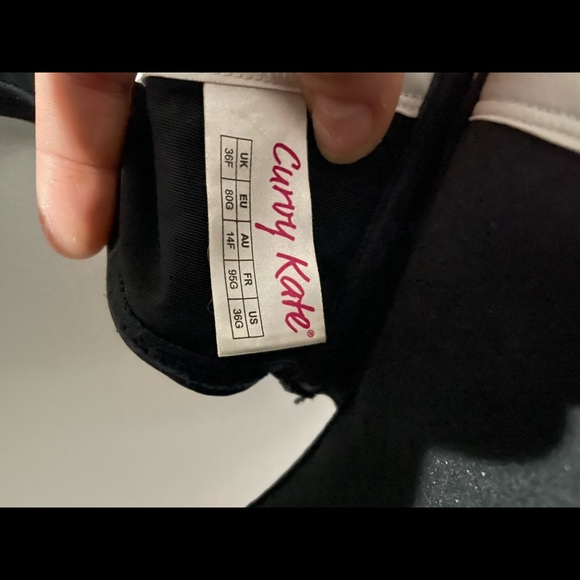 Curvy Kate®
UK EU AU FR US
36F 80G 14F 95G 36G